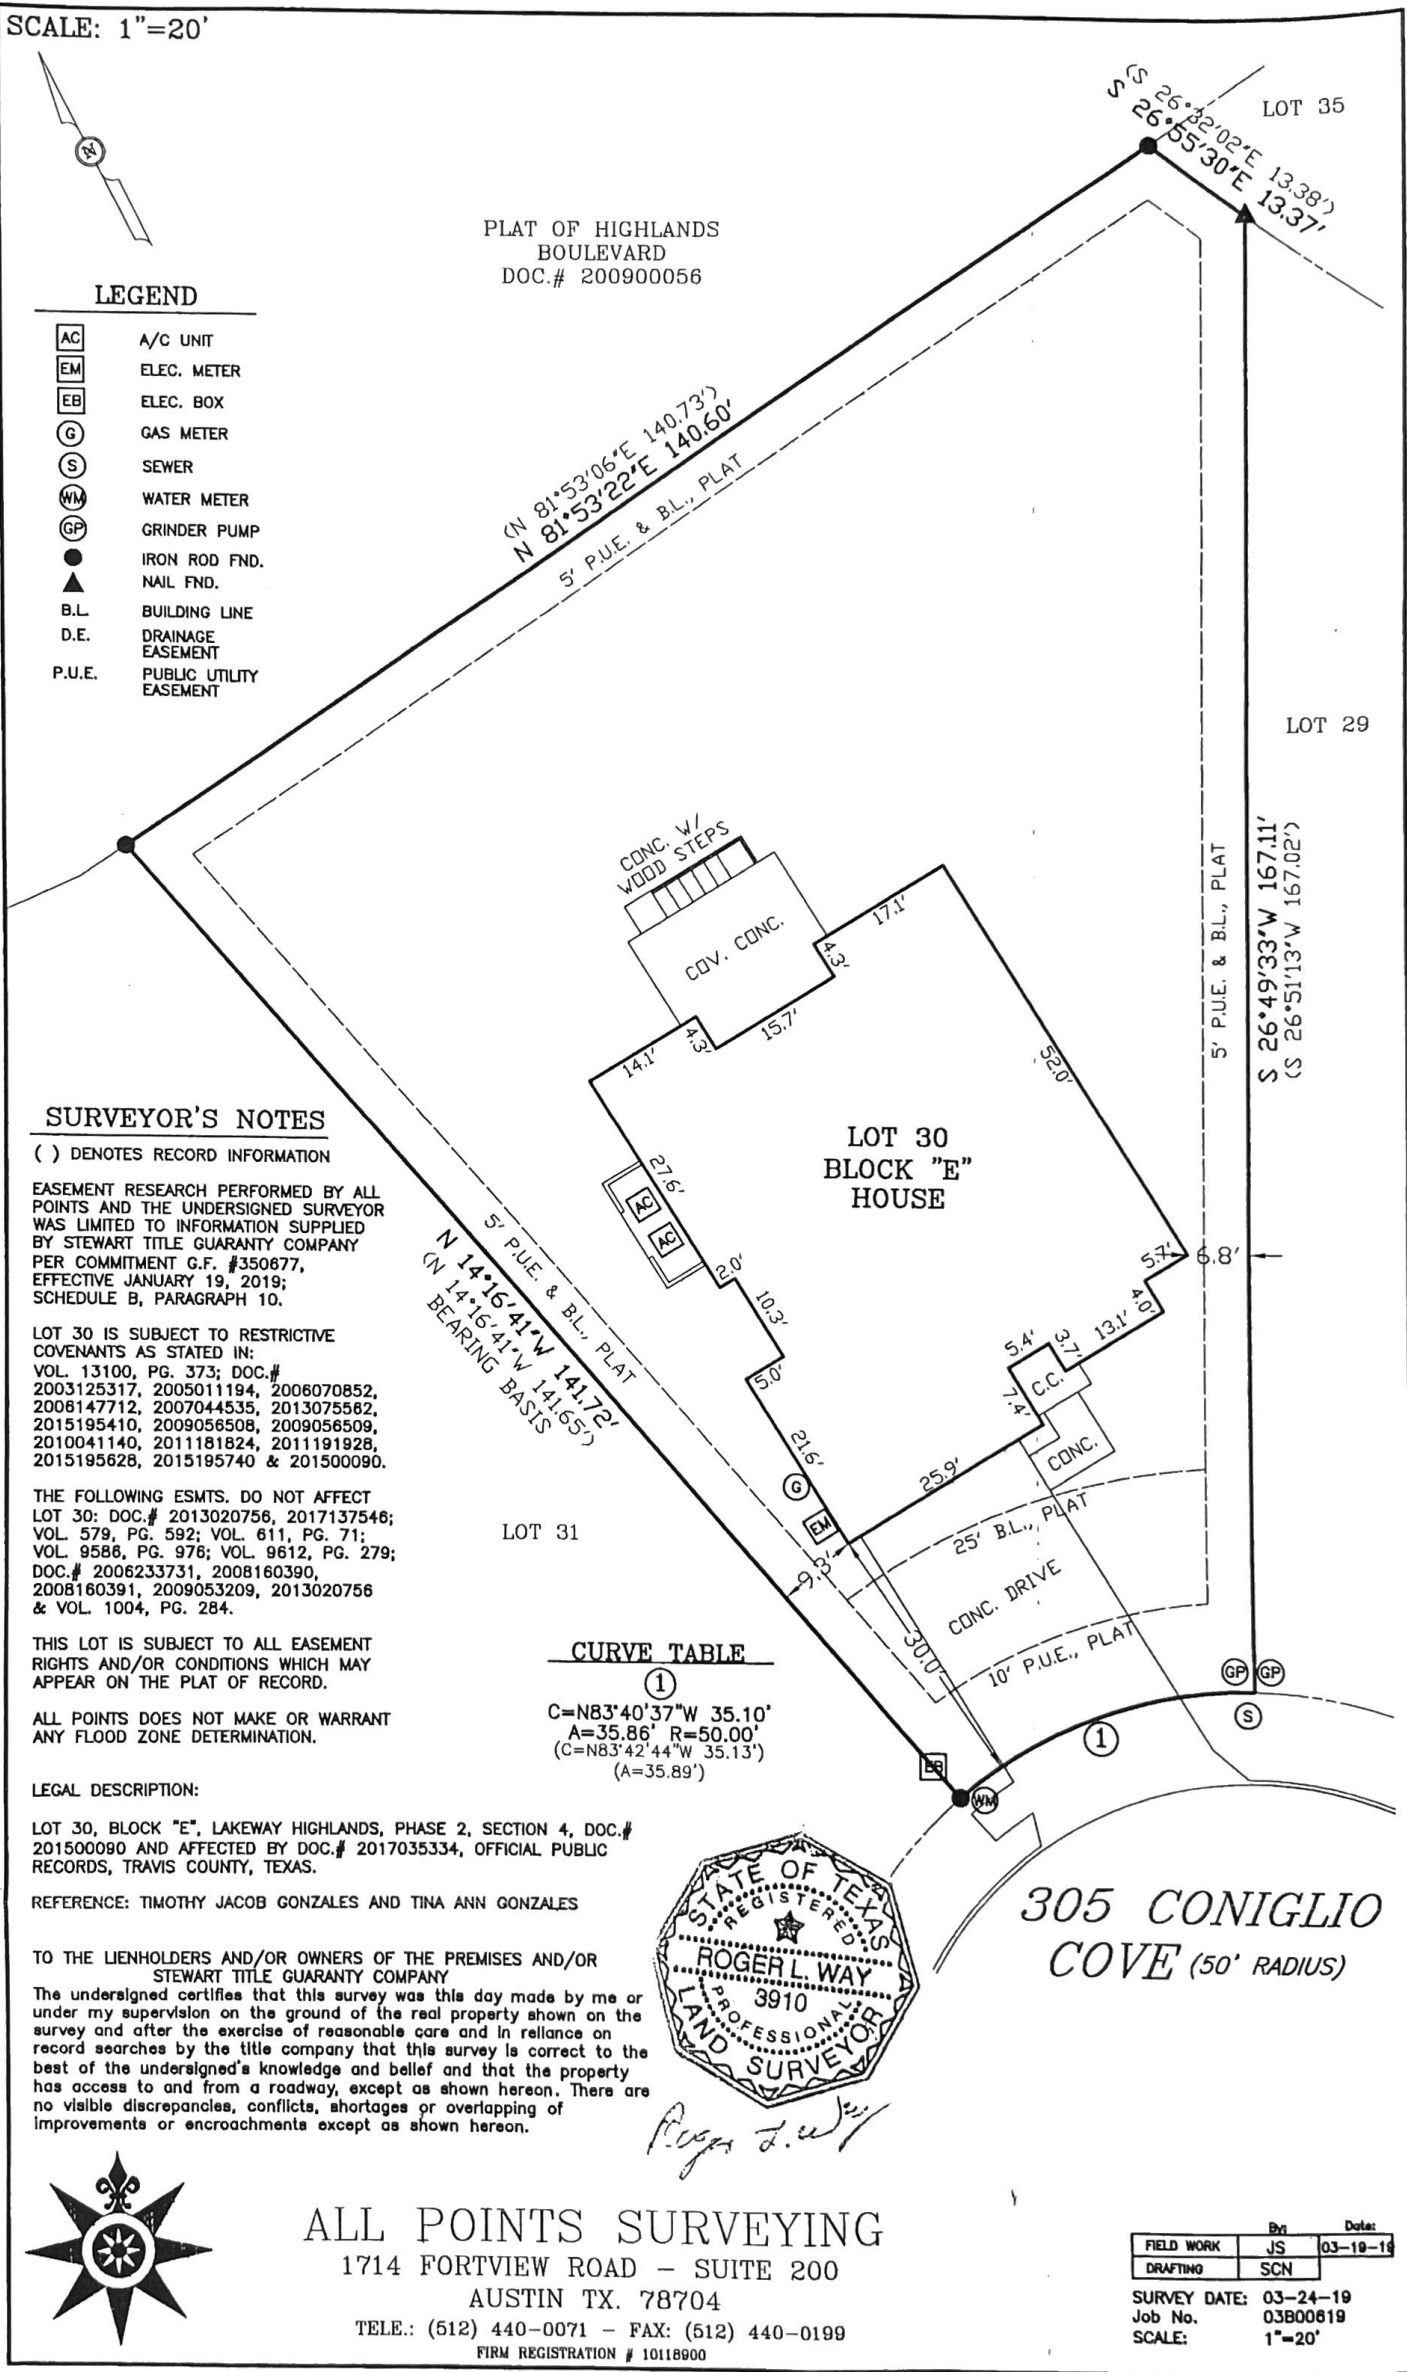 SCALE: 1"=20'
N
PLAT OF HIGHLANDS
BOULEVARD
DOC.# 200900056
(S 26°32'02"E 13.38')
S 26°55'30"E 13.37'
LOT 35
LEGEND
AC A/C UNIT
EM ELEC. METER
EB ELEC. BOX
G GAS METER
S SEWER
WM WATER METER
GP GRINDER PUMP
IRON ROD FND.
NAIL FND.
B.L. BUILDING LINE
D.E. DRAINAGE
EASEMENT
P.U.E. PUBLIC UTILITY
EASEMENT
(N 81°53'06"E 140.73')
N 81°53'22"E 140.60'
5' P.U.E. & B.L., PLAT
LOT 29
5' P.U.E. & B.L., PLAT
S 26°49'33"W 167.11'
(S 26°51'13"W 167.02')
CONC. W/
WOOD STEPS
COV. CONC.
17.1'
4.3'
15.7'
4.3'
14.1'
52.0'
27.6'
AC
AC
LOT 30
BLOCK "E"
HOUSE
2.0'
10.3'
5.0'
21.6'
5.7'
6.8'
4.0'
13.1'
3.7'
5.4'
C.C.
7.4'
CONC.
25.9'
G
EM
9.3'
25' B.L., PLAT
CONC. DRIVE
30.0'
10' P.U.E., PLAT
5' P.U.E. & B.L., PLAT
N 14°16'41"W 141.72'
(N 14°16'41"W 141.65')
BEARING BASIS
LOT 31
GP GP
S
1
EB
WM
SURVEYOR'S NOTES
( ) DENOTES RECORD INFORMATION
EASEMENT RESEARCH PERFORMED BY ALL
POINTS AND THE UNDERSIGNED SURVEYOR
WAS LIMITED TO INFORMATION SUPPLIED
BY STEWART TITLE GUARANTY COMPANY
PER COMMITMENT G.F. #350677,
EFFECTIVE JANUARY 19, 2019;
SCHEDULE B, PARAGRAPH 10.
LOT 30 IS SUBJECT TO RESTRICTIVE
COVENANTS AS STATED IN:
VOL. 13100, PG. 373; DOC.#
2003125317, 2005011194, 2006070852,
2006147712, 2007044535, 2013075562,
2015195410, 2009056508, 2009056509,
2010041140, 2011181824, 2011191928,
2015195628, 2015195740 & 201500090.
THE FOLLOWING ESMTS. DO NOT AFFECT
LOT 30: DOC.# 2013020756, 2017137546;
VOL. 579, PG. 592; VOL. 611, PG. 71;
VOL. 9586, PG. 976; VOL. 9612, PG. 279;
DOC.# 2006233731, 2008160390,
2008160391, 2009053209, 2013020756
& VOL. 1004, PG. 284.
THIS LOT IS SUBJECT TO ALL EASEMENT
RIGHTS AND/OR CONDITIONS WHICH MAY
APPEAR ON THE PLAT OF RECORD.
ALL POINTS DOES NOT MAKE OR WARRANT
ANY FLOOD ZONE DETERMINATION.
CURVE TABLE
1
C=N83°40'37"W 35.10'
A=35.86' R=50.00'
(C=N83°42'44"W 35.13')
(A=35.89')
LEGAL DESCRIPTION:
LOT 30, BLOCK "E", LAKEWAY HIGHLANDS, PHASE 2, SECTION 4, DOC.#
201500090 AND AFFECTED BY DOC.# 2017035334, OFFICIAL PUBLIC
RECORDS, TRAVIS COUNTY, TEXAS.
REFERENCE: TIMOTHY JACOB GONZALES AND TINA ANN GONZALES
TO THE LIENHOLDERS AND/OR OWNERS OF THE PREMISES AND/OR
STEWART TITLE GUARANTY COMPANY
The undersigned certifies that this survey was this day made by me or
under my supervision on the ground of the real property shown on the
survey and after the exercise of reasonable care and in reliance on
record searches by the title company that this survey is correct to the
best of the undersigned's knowledge and belief and that the property
has access to and from a roadway, except as shown hereon. There are
no visible discrepancies, conflicts, shortages or overlapping of
improvements or encroachments except as shown hereon.
STATE OF TEXAS
REGISTERED
ROGER L. WAY
3910
PROFESSIONAL
LAND SURVEYOR
Roger L. Way
305 CONIGLIO
COVE (50' RADIUS)
ALL POINTS SURVEYING
1714 FORTVIEW ROAD – SUITE 200
AUSTIN TX. 78704
TELE.: (512) 440-0071 – FAX: (512) 440-0199
FIRM REGISTRATION # 10118900
By: Date:
FIELD WORK JS 03-19-19
DRAFTING SCN
SURVEY DATE: 03-24-19
Job No. 03B00619
SCALE: 1"=20'